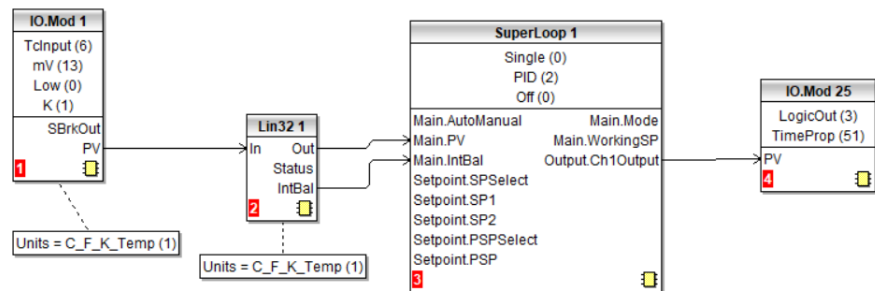 IO.Mod 1
TcInput (6)
mV (13)
Low (0)
K (1)
SBrkOut
PV
1
Units = C_F_K_Temp (1)
Lin32 1
In Out
Status
IntBal
2
Units = C_F_K_Temp (1)
SuperLoop 1
Single (0)
PID (2)
Off (0)
Main.AutoManual Main.Mode
Main.PV Main.WorkingSP
Main.IntBal Output.Ch1Output
Setpoint.SPSelect
Setpoint.SP1
Setpoint.SP2
Setpoint.PSPSelect
Setpoint.PSP
3
IO.Mod 25
LogicOut (3)
TimeProp (51)
PV
4